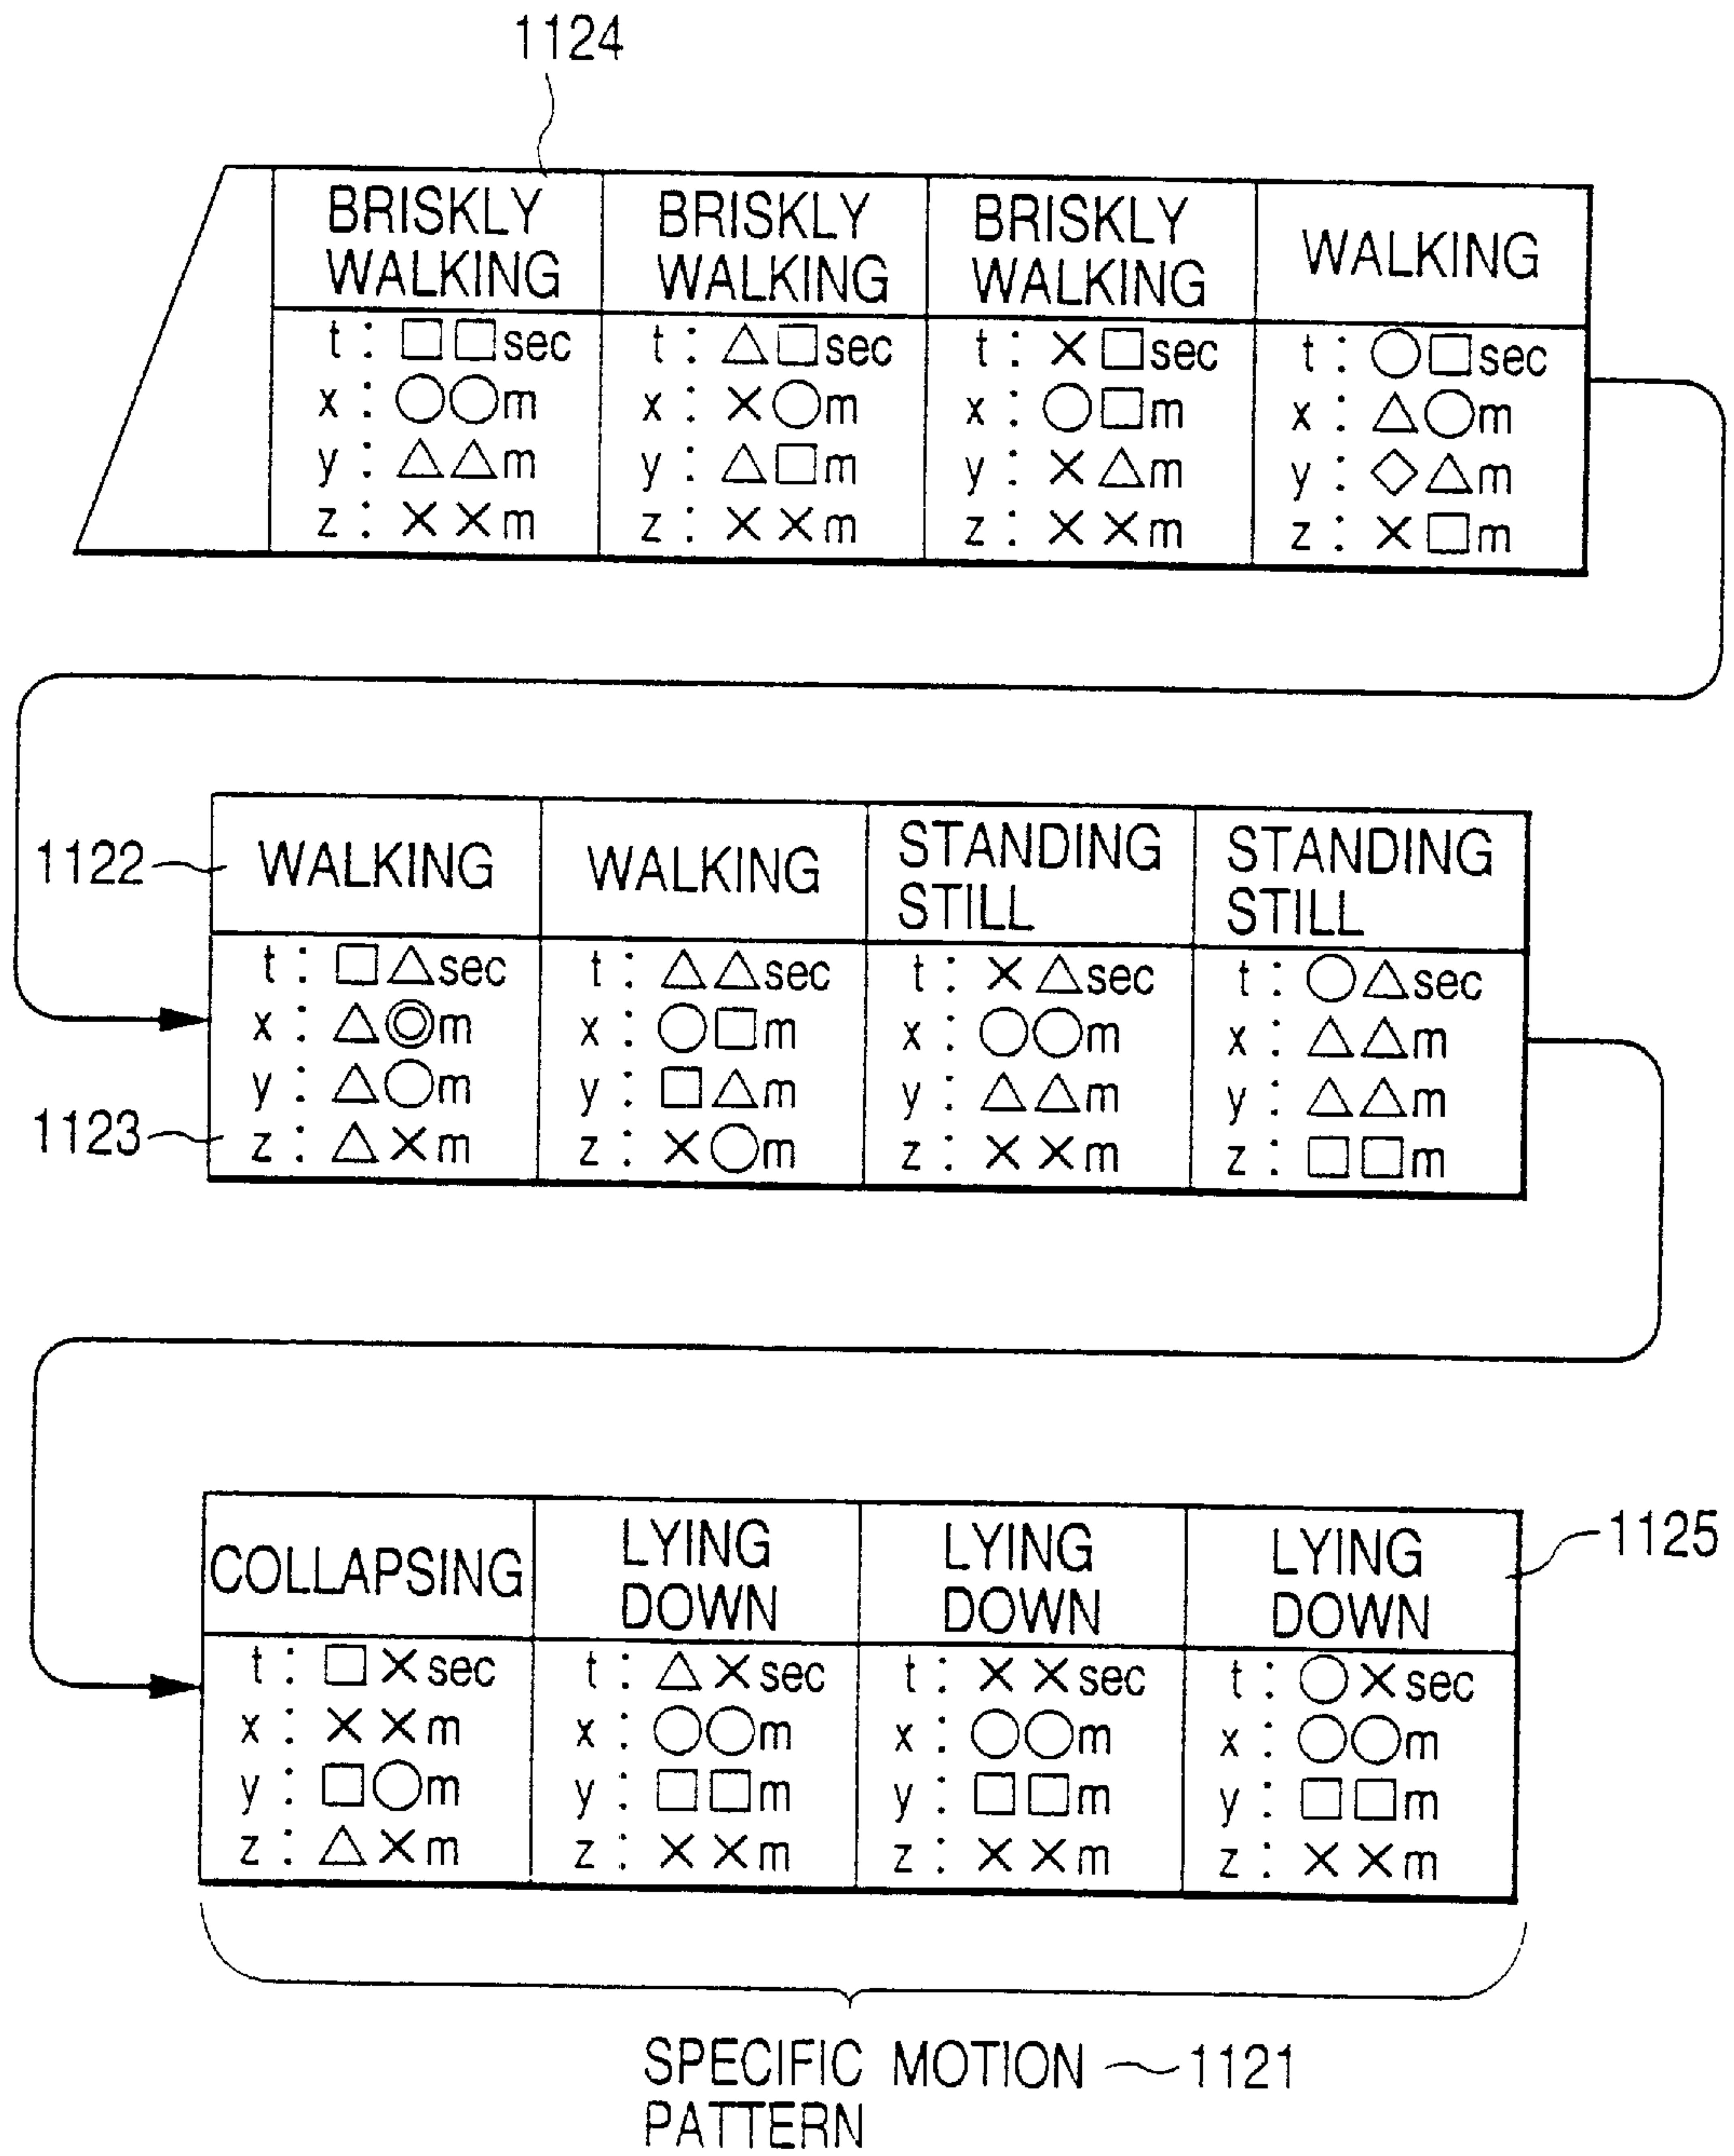 1124
BRISKLY WALKING BRISKLY WALKING BRISKLY WALKING WALKING
t : □□sec t : △□sec t : ×□sec t : ○□sec
x : ○○m x : ×○m x : ○□m x : △○m
y : △△m y : △□m y : ×△m y : ◇△m
z : ××m z : ××m z : ××m z : ×□m
1122 WALKING WALKING STANDING STILL STANDING STILL
t : □△sec t : △△sec t : ×△sec t : ○△sec
x : △◎m x : ○□m x : ○○m x : △△m
y : △○m y : □△m y : △△m y : △△m
1123 z : △×m z : ×○m z : ××m z : □□m
COLLAPSING LYING DOWN LYING DOWN LYING DOWN 1125
t : □×sec t : △×sec t : ××sec t : ○×sec
x : ××m x : ○○m x : ○○m x : ○○m
y : □○m y : □□m y : □□m y : □□m
z : △×m z : ××m z : ××m z : ××m
SPECIFIC MOTION 1121
PATTERN